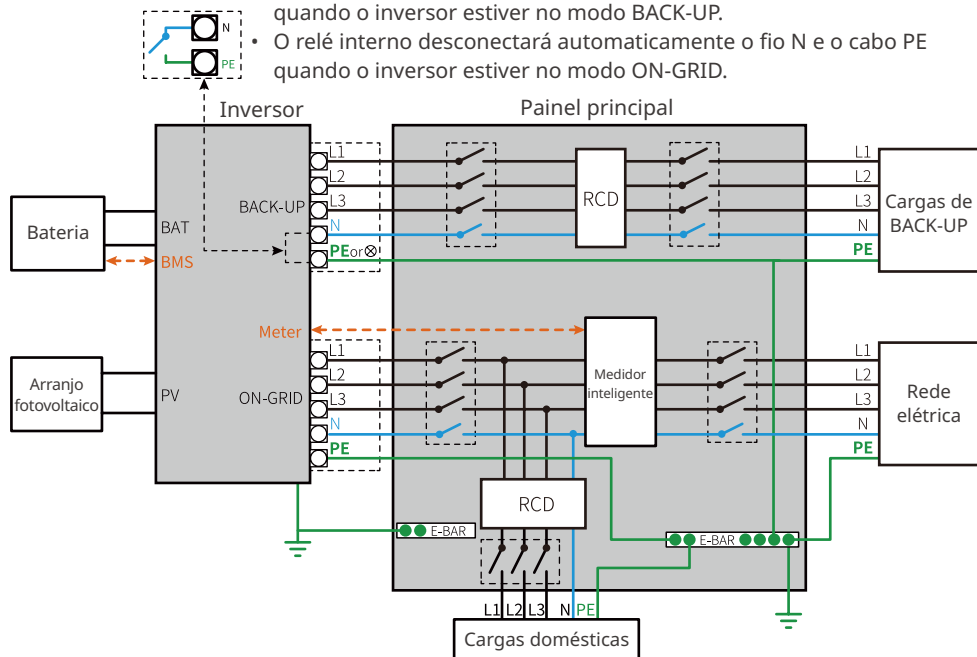 quando o inversor estiver no modo BACK-UP.
N
PE
• O relé interno desconectará automaticamente o fio N e o cabo PE
quando o inversor estiver no modo ON-GRID.
Inversor
Painel principal
L1
L2
L3
N
PEor⊗
BACK-UP
RCD
L1
L2
L3
N
PE
Cargas de
BACK-UP
Bateria
BAT
BMS
Meter
Arranjo
fotovoltaico
PV
ON-GRID
L1
L2
L3
N
PE
Medidor
inteligente
L1
L2
L3
N
PE
Rede
elétrica
RCD
E-BAR
E-BAR
L1 L2 L3 N PE
Cargas domésticas